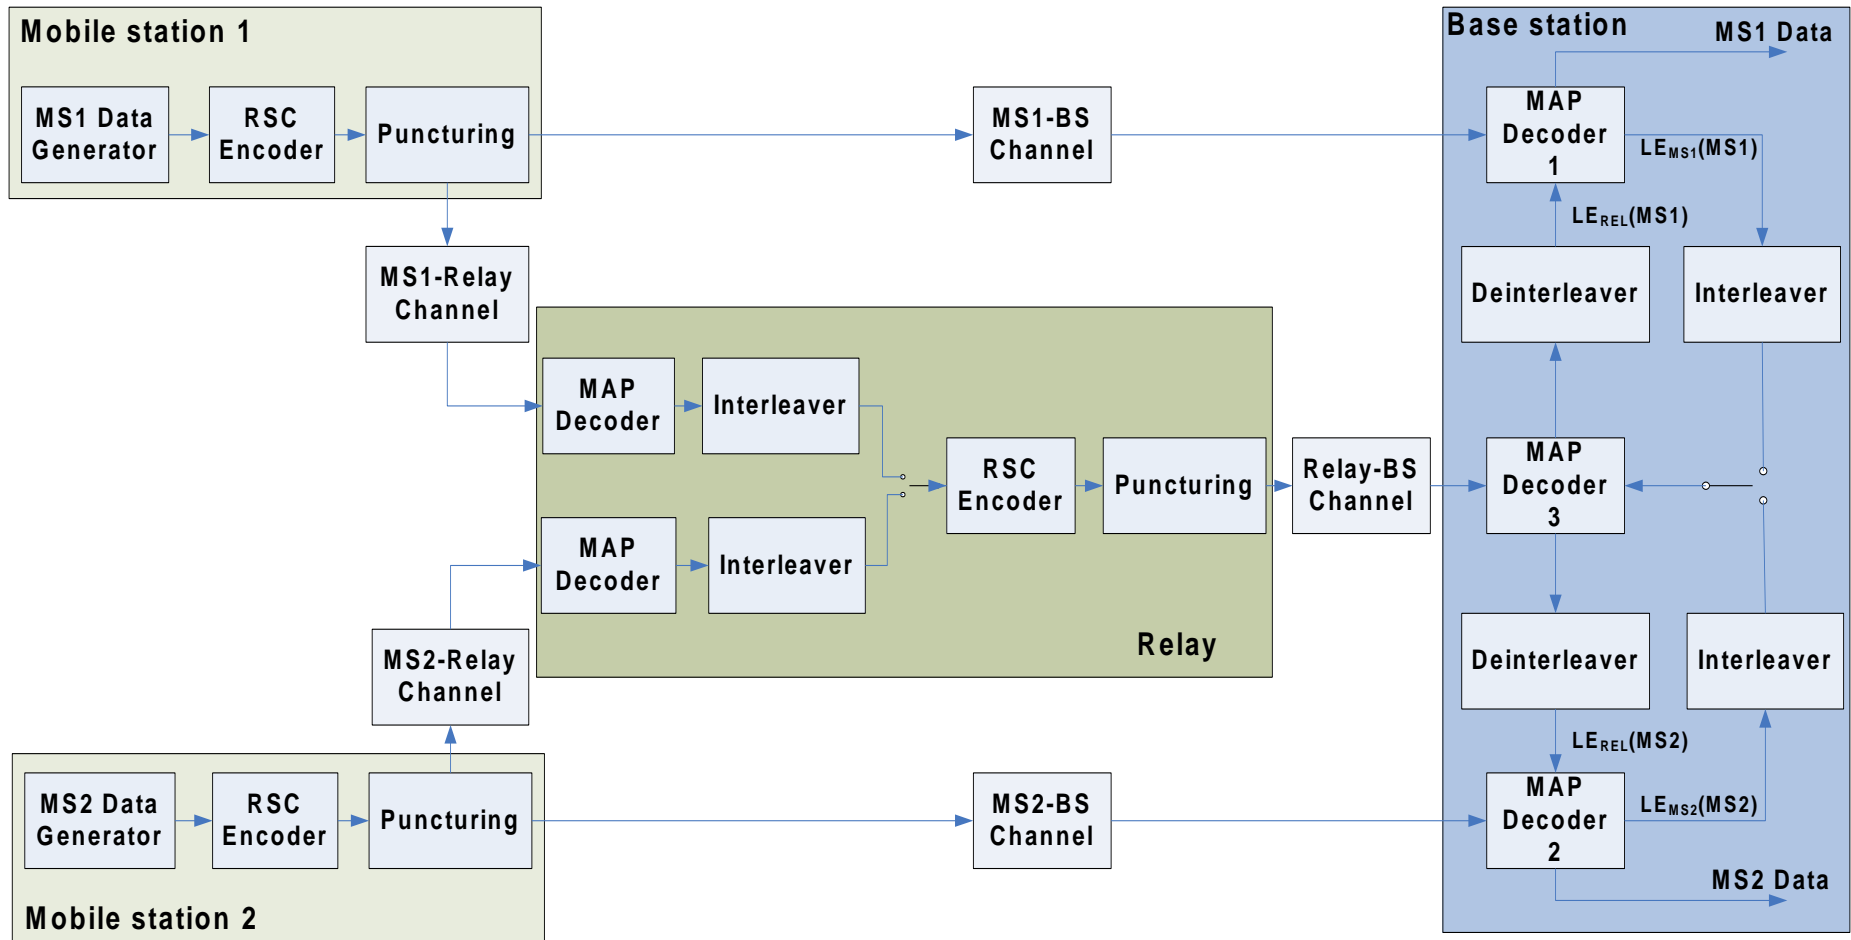 Mobile station 1
MS1 Data
Generator
RSC
Encoder
Puncturing
MS1-BS
Channel
Base station
MS1 Data
MAP
Decoder
1
LEMS1(MS1)
LEREL(MS1)
MS1-Relay
Channel
Deinterleaver
Interleaver
MAP
Decoder
Interleaver
RSC
Encoder
Puncturing
Relay-BS
Channel
MAP
Decoder
3
MAP
Decoder
Interleaver
Relay
MS2-Relay
Channel
Deinterleaver
Interleaver
LEREL(MS2)
MS2 Data
Generator
RSC
Encoder
Puncturing
MS2-BS
Channel
MAP
Decoder
2
LEMS2(MS2)
MS2 Data
Mobile station 2